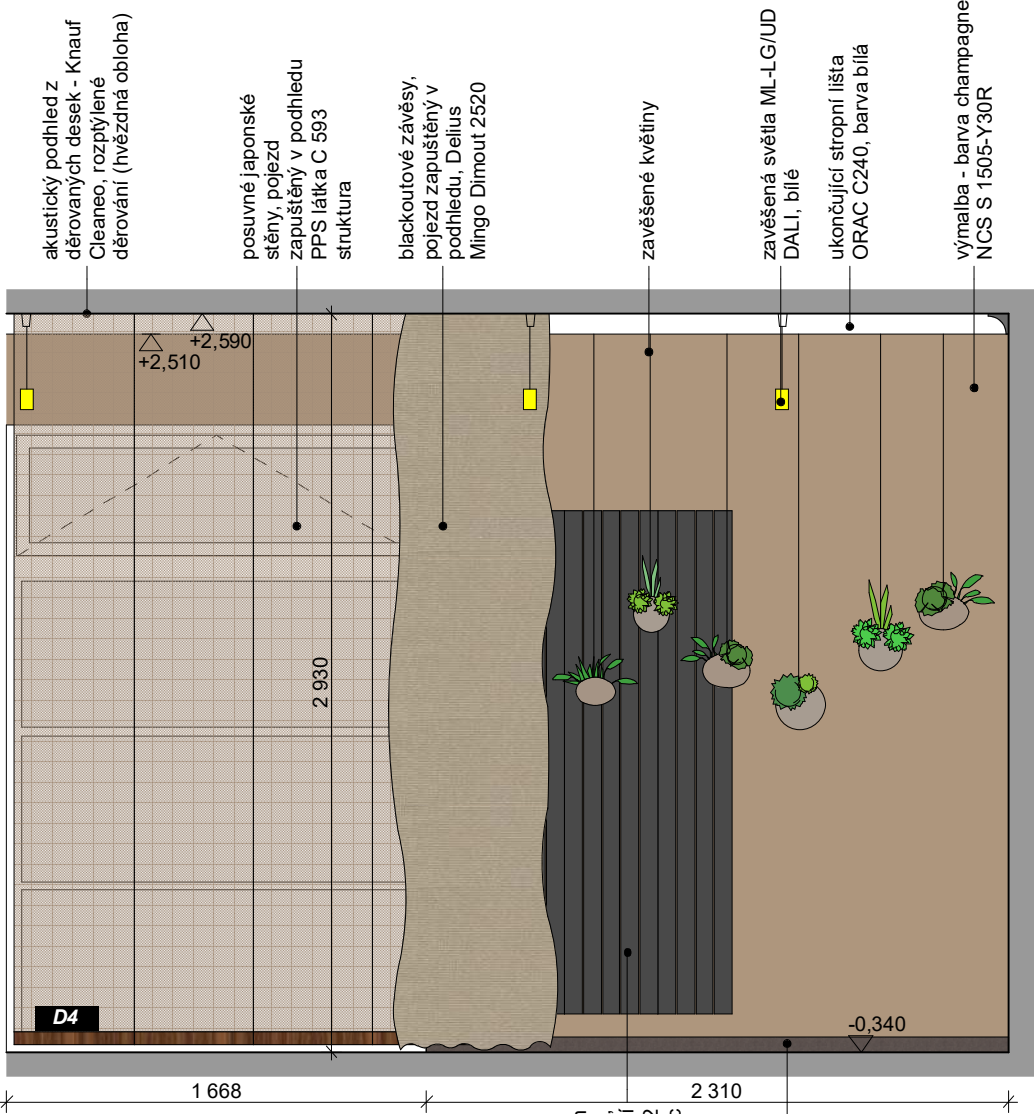 akustický podhled z
děrovaných desek - Knauf
Cleaneo, rozptýlené
děrování (hvězdná obloha)
posuvné japonské
stěny, pojezd
zapuštěný v podhledu
PPS látka C 593
struktura
blackoutové závěsy,
pojezd zapuštěný v
podhledu, Delius
Mingo Dimout 2520
zavěšené květiny
zavěšená světla ML-LG/UD
DALI, bílé
ukončující stropní lišta
ORAC C240, barva bílá
výmalba - barva champagne
NCS S 1505-Y30R
+2,590
+2,510
2 930
D4
-0,340
1 668
2 310